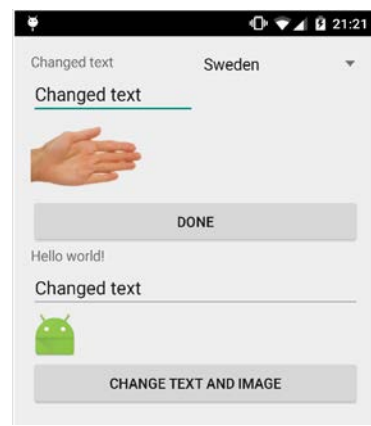 21:21
Changed text
Sweden
Changed text
DONE
Hello world!
Changed text
CHANGE TEXT AND IMAGE